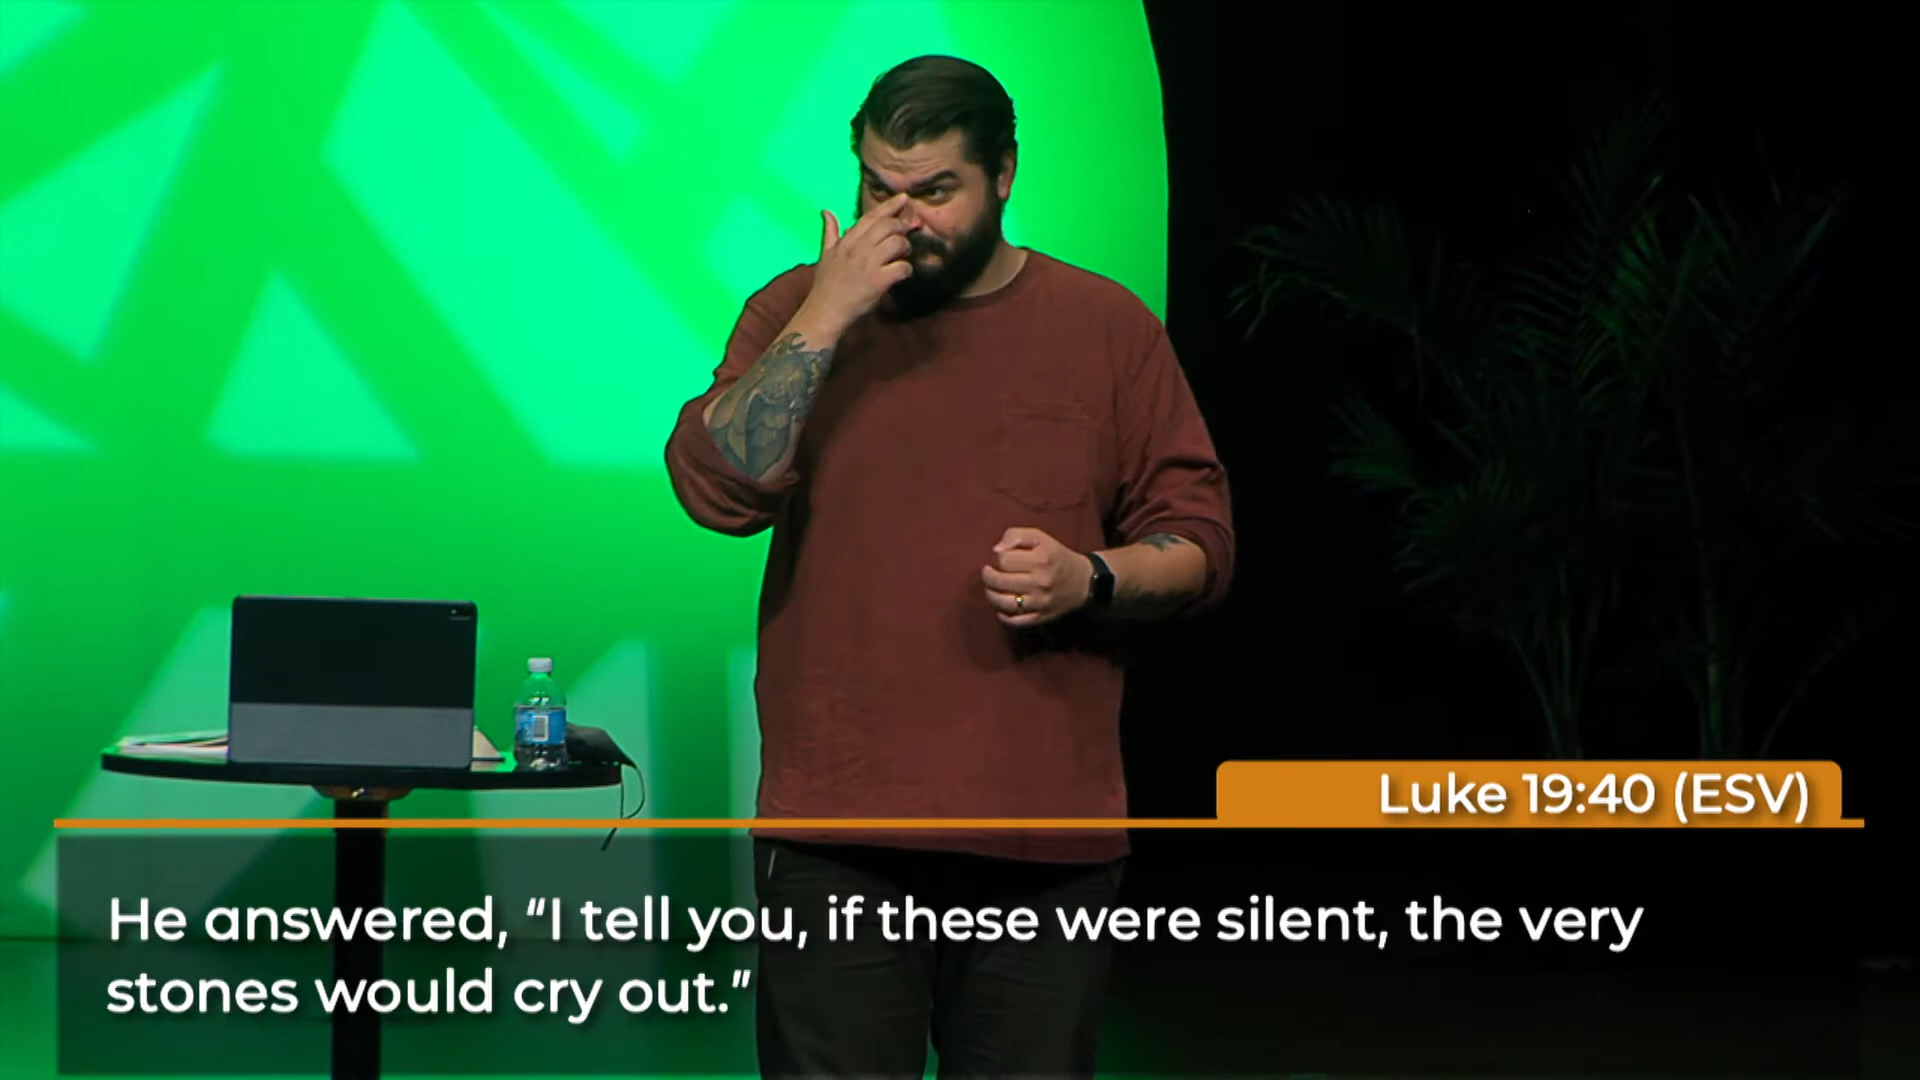 Luke 19:40 (ESV)
He answered, “I tell you, if these were silent, the very
stones would cry out.”